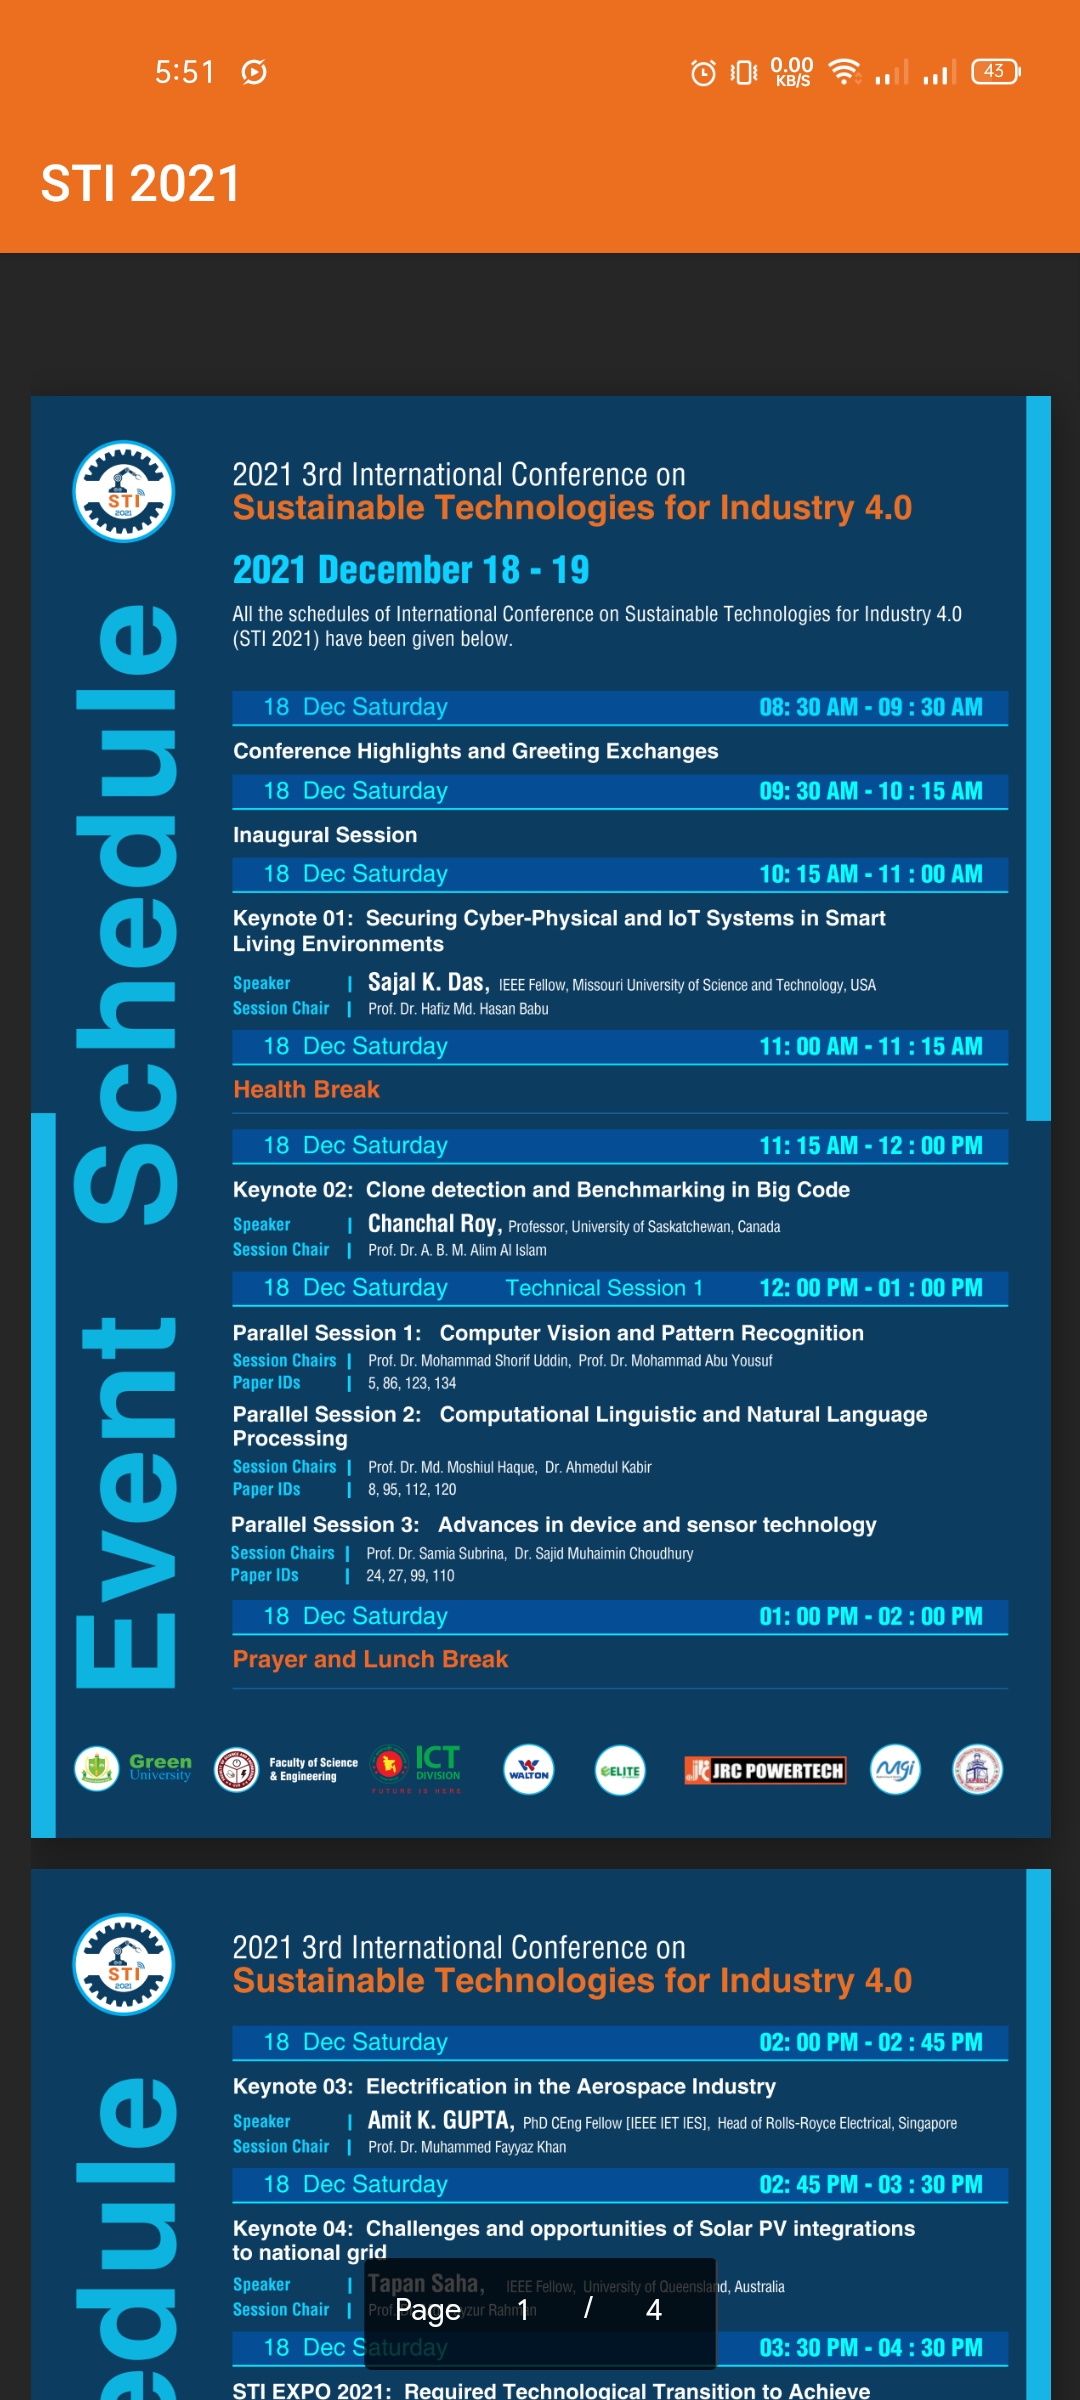 5:51
0.00
KB/S
43
STI 2021
STI
2021
2021 3rd International Conference on
Sustainable Technologies for Industry 4.0
2021 December 18 - 19
All the schedules of International Conference on Sustainable Technologies for Industry 4.0
(STI 2021) have been given below.
Event Schedule
18 Dec Saturday 08: 30 AM - 09 : 30 AM
Conference Highlights and Greeting Exchanges
18 Dec Saturday 09: 30 AM - 10 : 15 AM
Inaugural Session
18 Dec Saturday 10: 15 AM - 11 : 00 AM
Keynote 01: Securing Cyber-Physical and IoT Systems in Smart
Living Environments
Speaker | Sajal K. Das, IEEE Fellow, Missouri University of Science and Technology, USA
Session Chair | Prof. Dr. Hafiz Md. Hasan Babu
18 Dec Saturday 11: 00 AM - 11 : 15 AM
Health Break
18 Dec Saturday 11: 15 AM - 12 : 00 PM
Keynote 02: Clone detection and Benchmarking in Big Code
Speaker | Chanchal Roy, Professor, University of Saskatchewan, Canada
Session Chair | Prof. Dr. A. B. M. Alim Al Islam
18 Dec Saturday Technical Session 1 12: 00 PM - 01 : 00 PM
Parallel Session 1: Computer Vision and Pattern Recognition
Session Chairs | Prof. Dr. Mohammad Shorif Uddin, Prof. Dr. Mohammad Abu Yousuf
Paper IDs | 5, 86, 123, 134
Parallel Session 2: Computational Linguistic and Natural Language
Processing
Session Chairs | Prof. Dr. Md. Moshiul Haque, Dr. Ahmedul Kabir
Paper IDs | 8, 95, 112, 120
Parallel Session 3: Advances in device and sensor technology
Session Chairs | Prof. Dr. Samia Subrina, Dr. Sajid Muhaimin Choudhury
Paper IDs | 24, 27, 99, 110
18 Dec Saturday 01: 00 PM - 02 : 00 PM
Prayer and Lunch Break
Green
University
Faculty of Science
& Engineering
ICT
DIVISION
FUTURE IS HERE
WALTON
ELITE
JRC POWERTECH
Mgi
STI
2021
2021 3rd International Conference on
Sustainable Technologies for Industry 4.0
edule
18 Dec Saturday 02: 00 PM - 02 : 45 PM
Keynote 03: Electrification in the Aerospace Industry
Speaker | Amit K. GUPTA, PhD CEng Fellow [IEEE IET IES], Head of Rolls-Royce Electrical, Singapore
Session Chair | Prof. Dr. Muhammed Fayyaz Khan
18 Dec Saturday 02: 45 PM - 03 : 30 PM
Keynote 04: Challenges and opportunities of Solar PV integrations
to national grid
Speaker | Tapan Saha, IEEE Fellow, University of Queensland, Australia
Session Chair | Prof.
Page 1 / 4
18 Dec Saturday 03: 30 PM - 04 : 30 PM
STI EXPO 2021: Required Technological Transition to Achieve